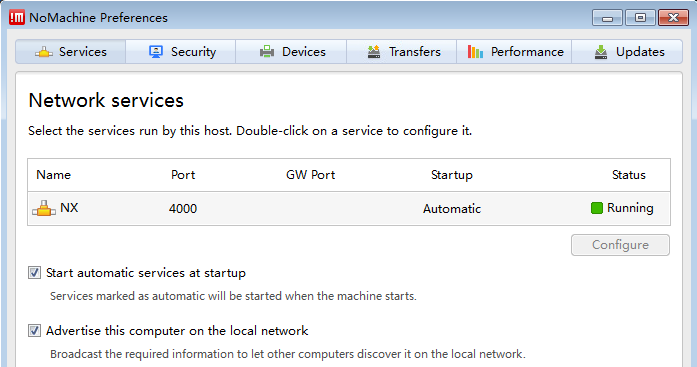 !M NoMachine Preferences
Services Security Devices Transfers Performance Updates
Network services
Select the services run by this host. Double-click on a service to configure it.
Name Port GW Port Startup Status
NX 4000 Automatic Running
Configure
Start automatic services at startup
Services marked as automatic will be started when the machine starts.
Advertise this computer on the local network
Broadcast the required information to let other computers discover it on the local network.